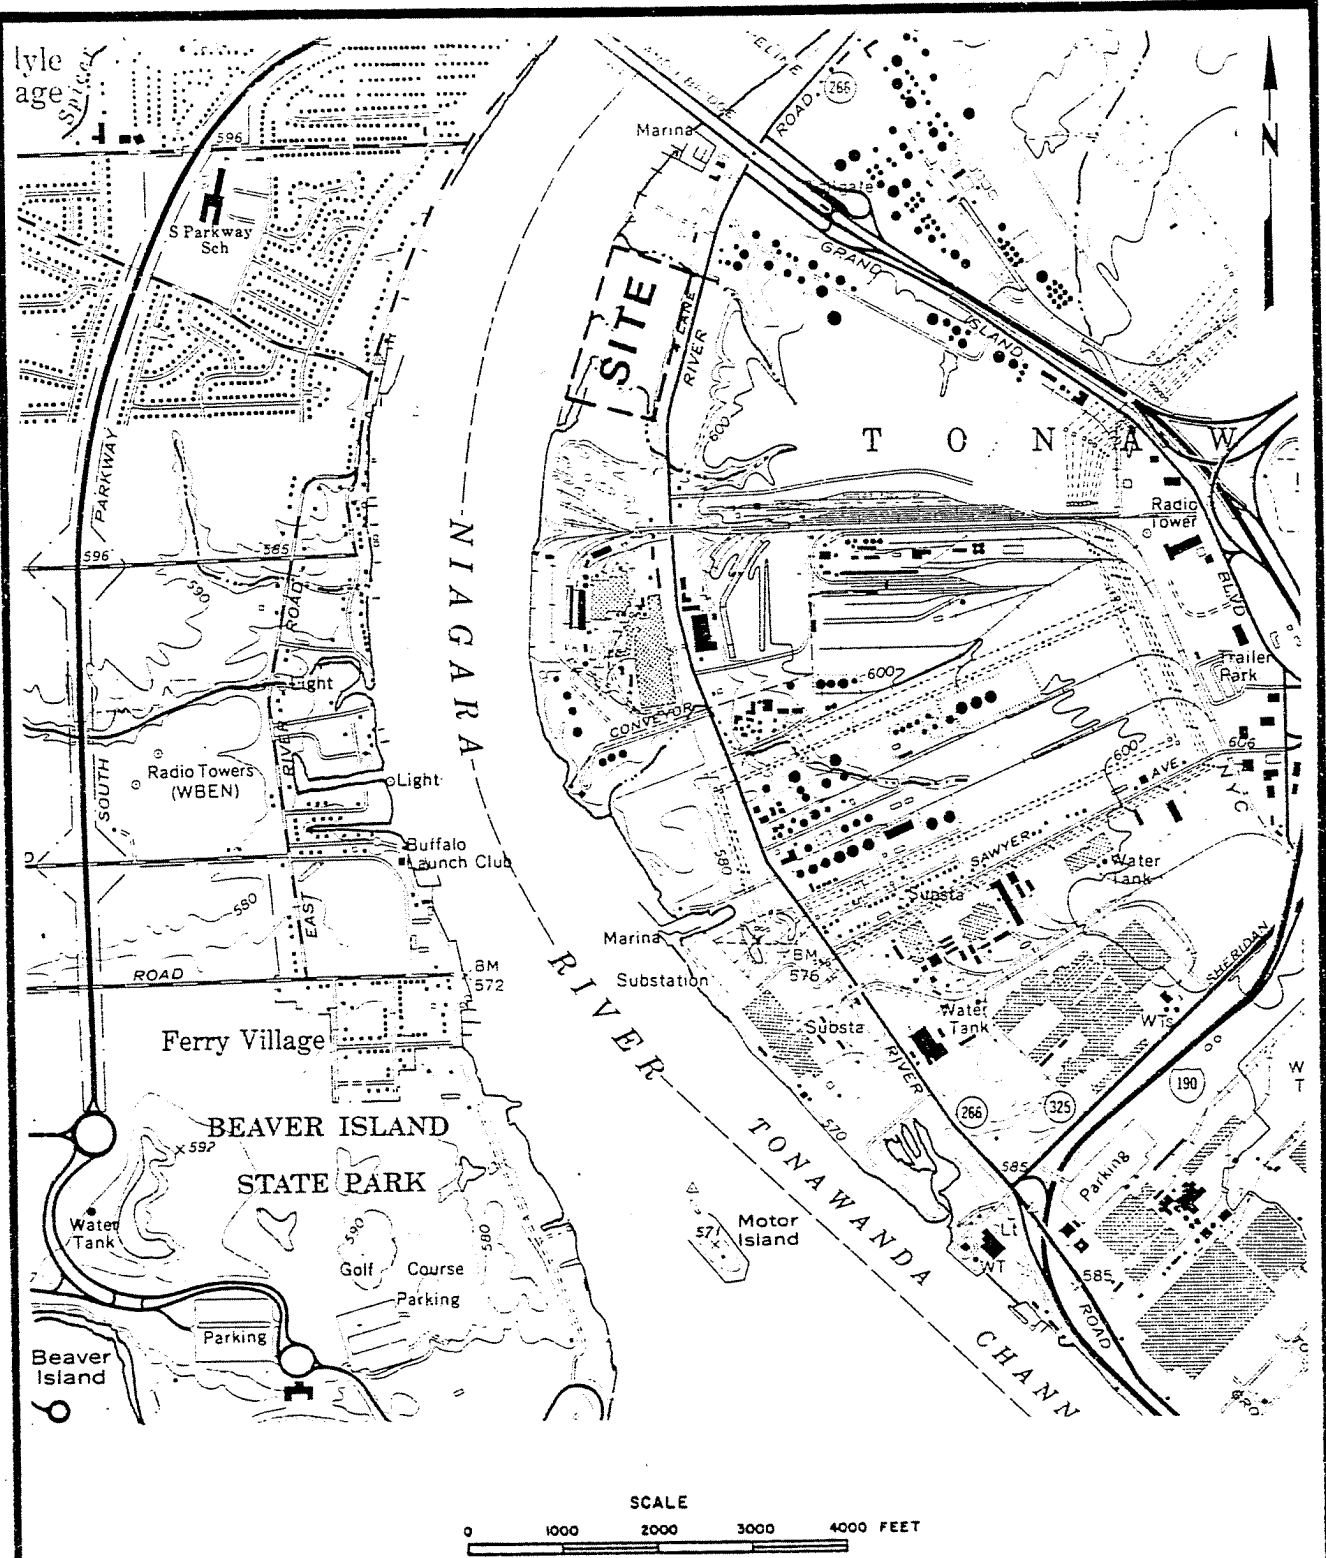 lyle
age
Spicer
596
S Parkway
Sch
PARKWAY
596
585
590
ROAD
Light
RIVER
SOUTH
Radio Towers
(WBEN)
Light
Buffalo
Launch Club
580
EAST
ROAD
BM
572
Ferry Village
BEAVER ISLAND
STATE PARK
592
Water
Tank
590
580
Golf Course
Parking
Parking
Beaver
Island
Marina
ROAD
266
N
GRAND
ISLAND
SITE
LANE
RIVER
600
TONAW
Radio
Tower
BLVD
Trailer
Park
NIAGARA RIVER
CONVEYOR
600
600
606
AVE
NYC
SAWYER
Water
Tank
Substa
580
Marina
Substation
BM
576
Substa
Water
Tank
WTs
SHERIDAN
RIVER
266
325
190
W
T
570
585
Parking
TONAWANDA CHANN
571
Motor
Island
Lt
WT
585
ROAD
SCALE
0 1000 2000 3000 4000 FEET